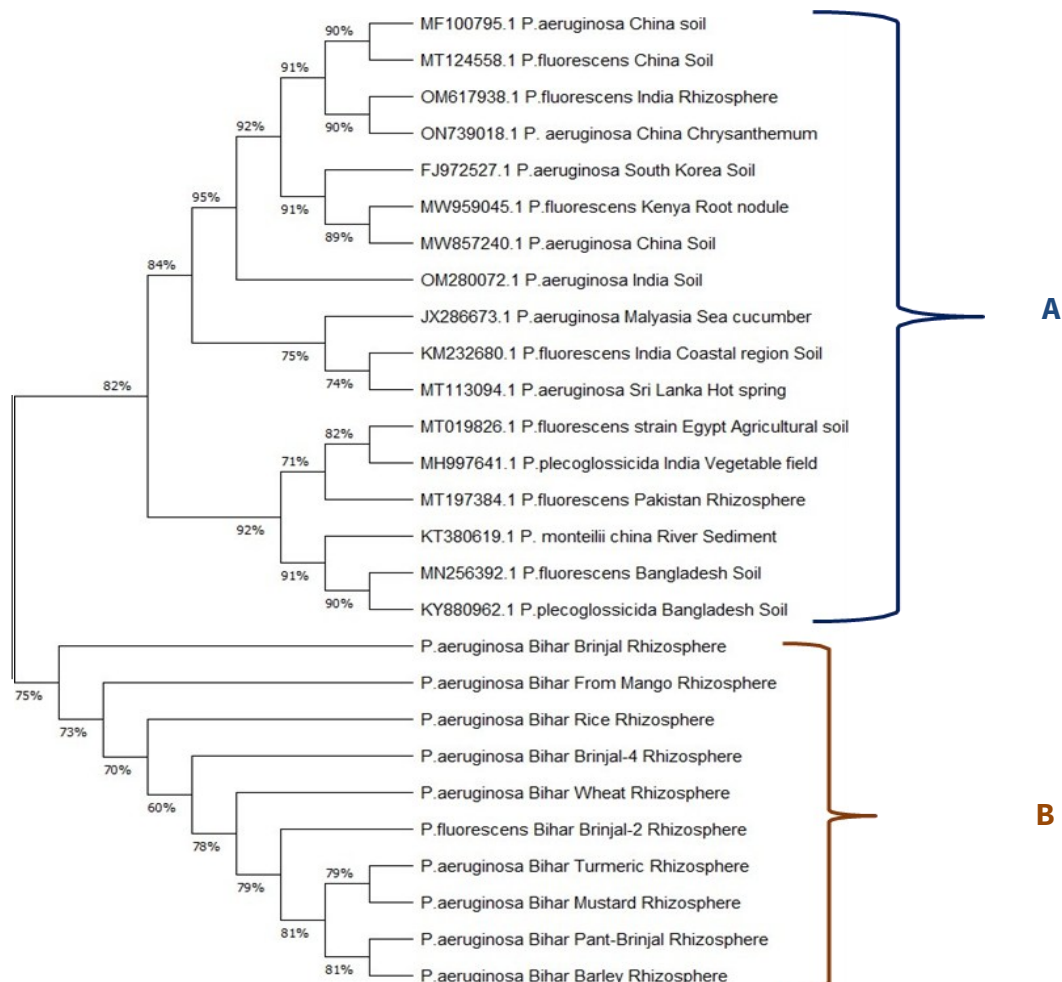 90%
MF100795.1 P.aeruginosa China soil
MT124558.1 P.fluorescens China Soil
91%
OM617938.1 P.fluorescens India Rhizosphere
90%
ON739018.1 P. aeruginosa China Chrysanthemum
92%
FJ972527.1 P.aeruginosa South Korea Soil
91%
MW959045.1 P.fluorescens Kenya Root nodule
89%
MW857240.1 P.aeruginosa China Soil
95%
OM280072.1 P.aeruginosa India Soil
84%
JX286673.1 P.aeruginosa Malyasia Sea cucumber
A
75%
KM232680.1 P.fluorescens India Coastal region Soil
74%
MT113094.1 P.aeruginosa Sri Lanka Hot spring
82%
MT019826.1 P.fluorescens strain Egypt Agricultural soil
82%
MH997641.1 P.plecoglossicida India Vegetable field
71%
MT197384.1 P.fluorescens Pakistan Rhizosphere
92%
KT380619.1 P. monteilii china River Sediment
91%
MN256392.1 P.fluorescens Bangladesh Soil
90%
KY880962.1 P.plecoglossicida Bangladesh Soil
P.aeruginosa Bihar Brinjal Rhizosphere
75%
P.aeruginosa Bihar From Mango Rhizosphere
73%
P.aeruginosa Bihar Rice Rhizosphere
70%
P.aeruginosa Bihar Brinjal-4 Rhizosphere
60%
P.aeruginosa Bihar Wheat Rhizosphere
B
78%
P.fluorescens Bihar Brinjal-2 Rhizosphere
79%
P.aeruginosa Bihar Turmeric Rhizosphere
79%
P.aeruginosa Bihar Mustard Rhizosphere
81%
P.aeruginosa Bihar Pant-Brinjal Rhizosphere
81%
P.aeruginosa Bihar Barley Rhizosphere